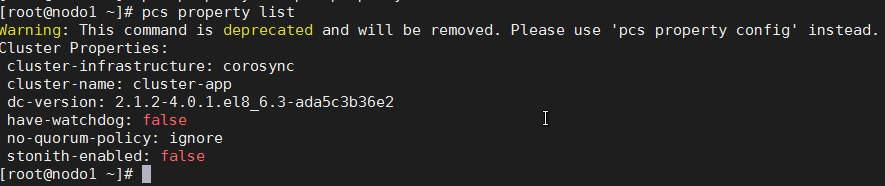 [root@nodo1 ~]# pcs property list
Warning: This command is deprecated and will be removed. Please use 'pcs property config' instead.
Cluster Properties:
 cluster-infrastructure: corosync
 cluster-name: cluster-app
 dc-version: 2.1.2-4.0.1.el8_6.3-ada5c3b36e2
 have-watchdog: false
 no-quorum-policy: ignore
 stonith-enabled: false
[root@nodo1 ~]#